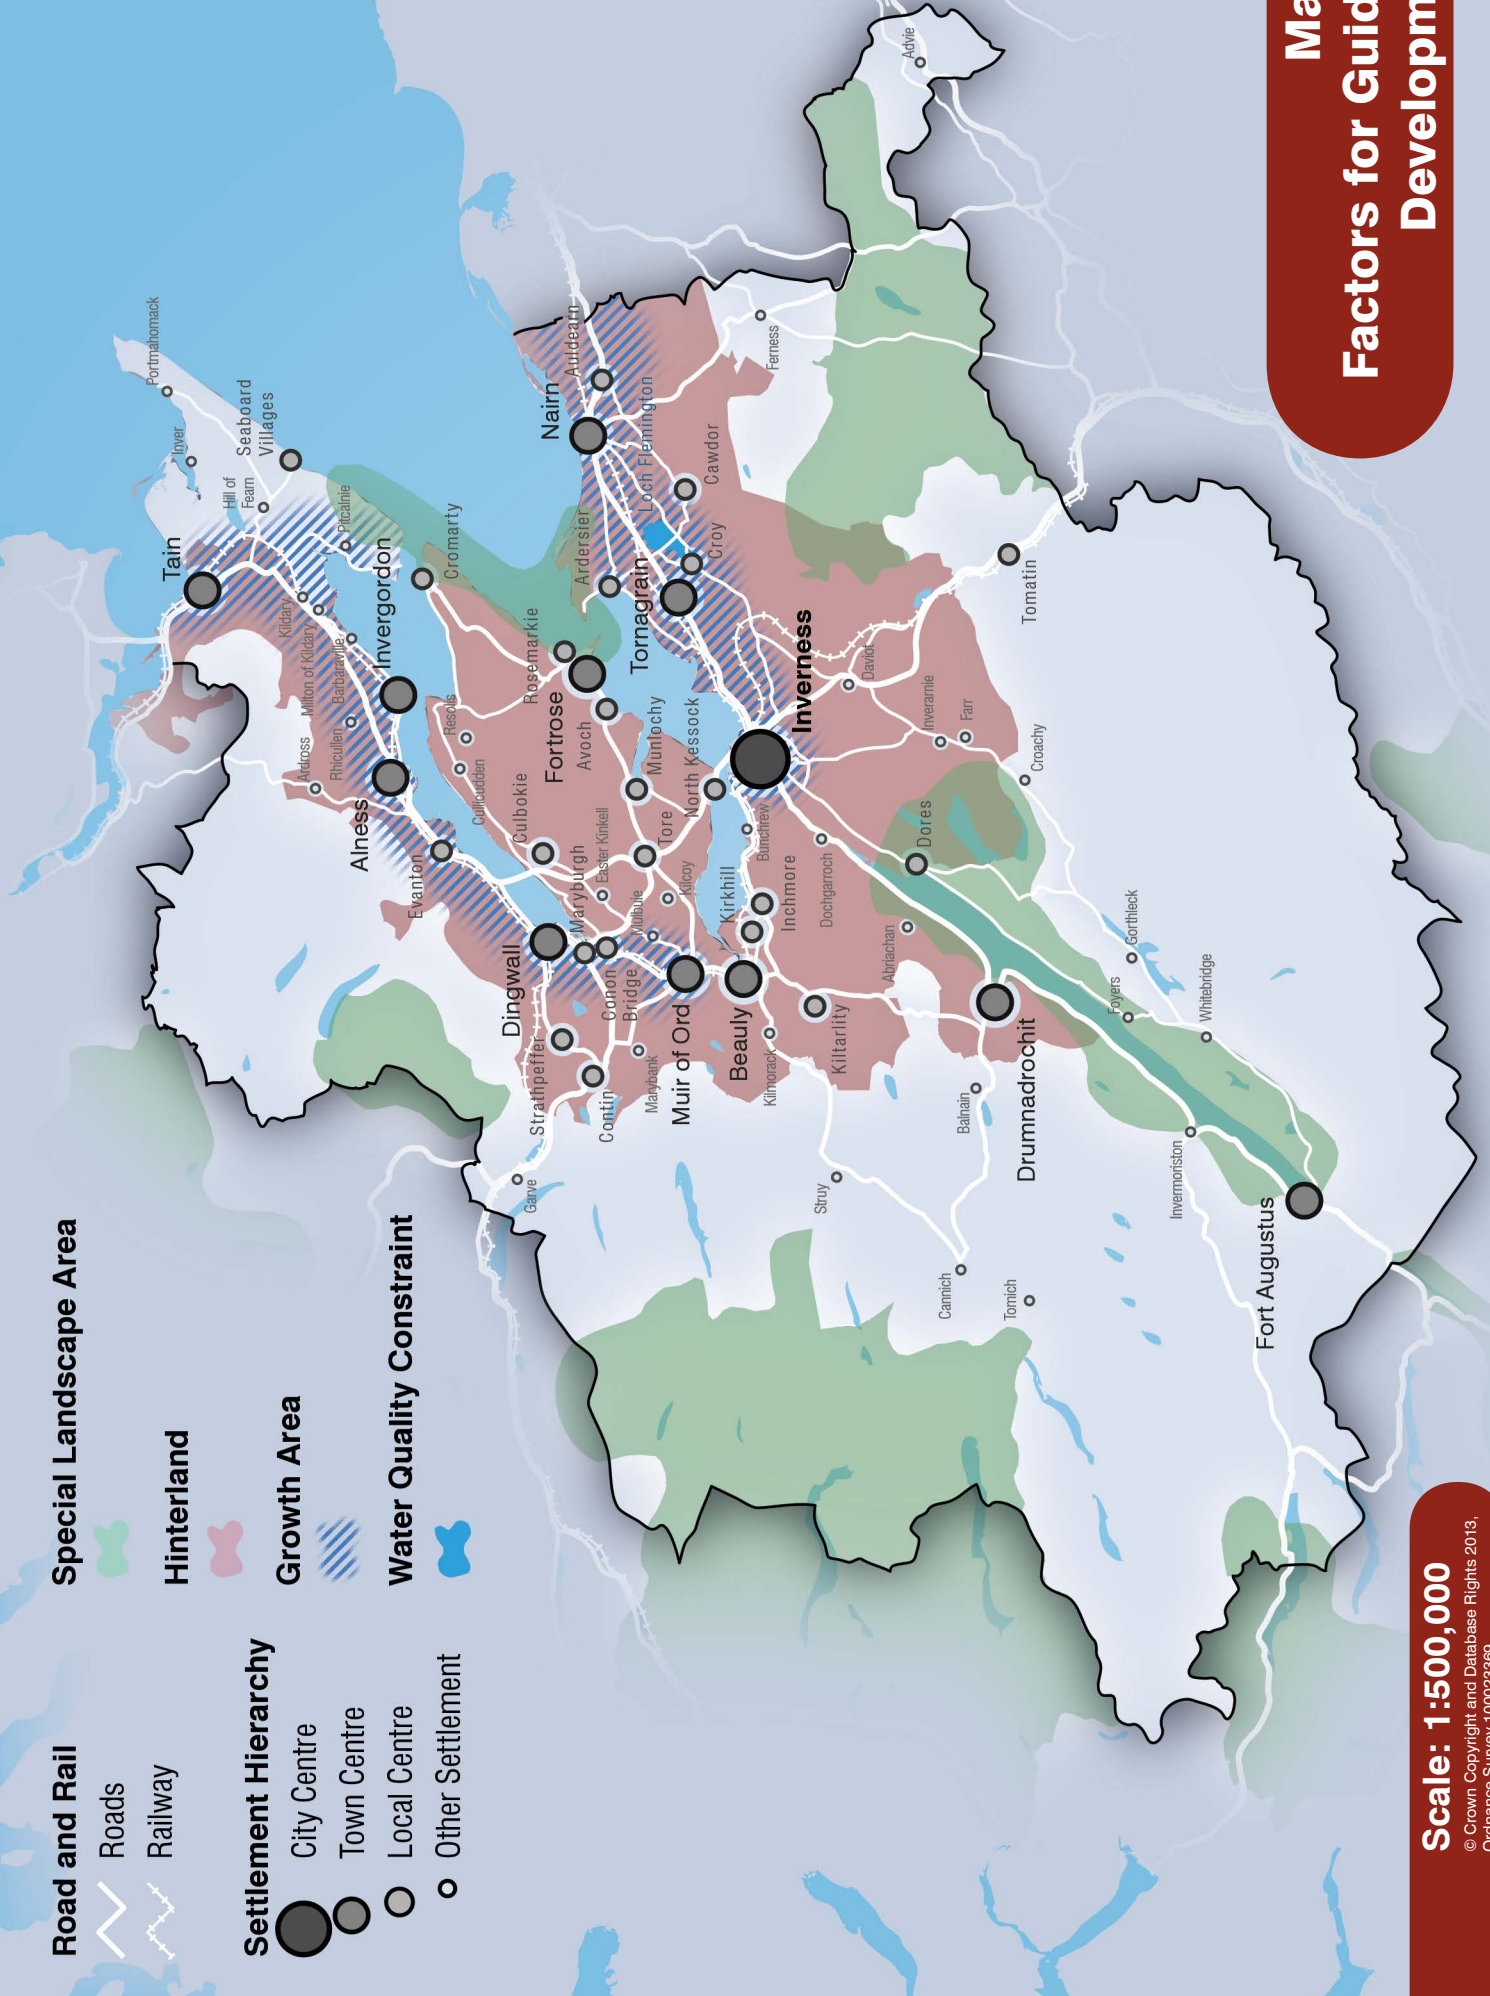 Road and Rail
Roads
Railway
Settlement Hierarchy
City Centre
Town Centre
Local Centre
Other Settlement
Special Landscape Area
Hinterland
Growth Area
Water Quality Constraint
Portmahomack
Inver
Seaboard
Villages
Hill of
Fearn
Tain
Pitcalnie
Kildary
Milton of Kildary
Barbaraville
Invergordon
Rhicullen
Ardross
Alness
Evanton
Cromarty
Resolis
Cullicudden
Culbokie
Rosemarkie
Fortrose
Avoch
Munlochy
North Kessock
Tore
Easter Kinkell
Kilcoy
Mulbuie
Maryburgh
Dingwall
Conon
Bridge
Strathpeffer
Contin
Marybank
Muir of Ord
Garve
Beauly
Kilmorack
Kirkhill
Inchmore
Bunchrew
Kiltarlity
Struy
Cannich
Tomich
Balnain
Drumnadrochit
Abriachan
Dochgarroch
Inverness
Dores
Nairn
Auldearn
Loch Flemington
Cawdor
Croy
Ardersier
Tornagrain
Ferness
Advie
Tomatin
Daviot
Inverarnie
Farr
Croachy
Gorthleck
Foyers
Whitebridge
Invermoriston
Fort Augustus
Ma
Factors for Guid
Developm
Scale: 1:500,000
© Crown Copyright and Database Rights 2013,
Ordnance Survey 100023369